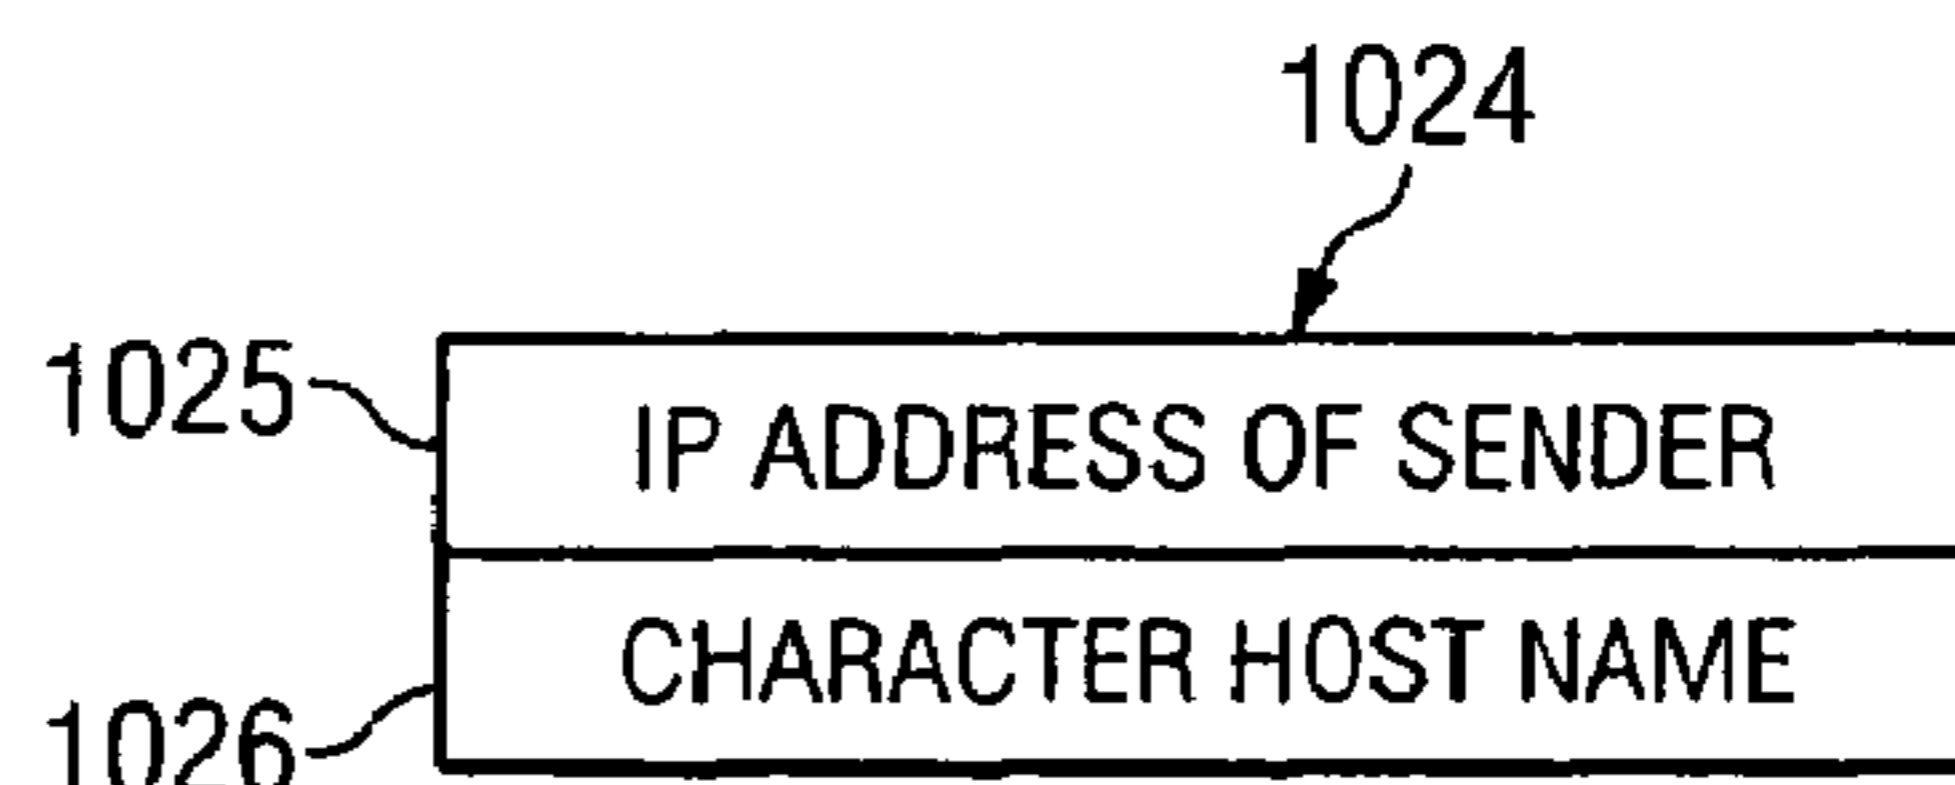 1024
1025
IP ADDRESS OF SENDER
CHARACTER HOST NAME
1026